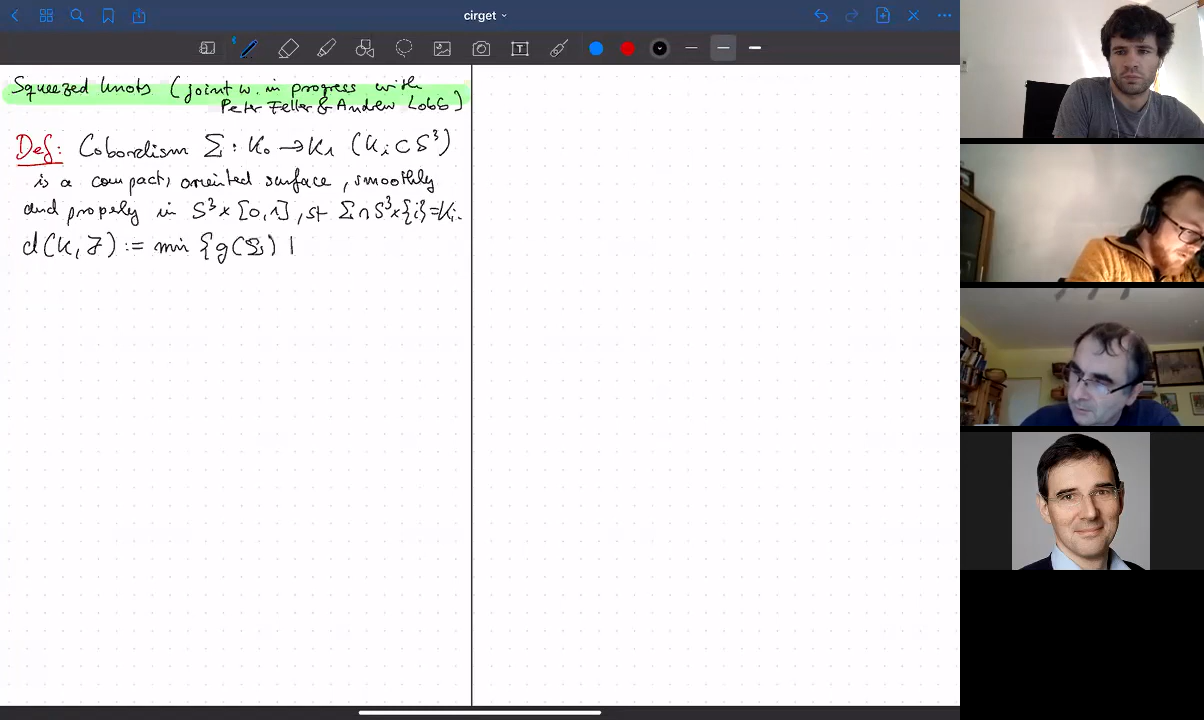 cirget
Squeezed knots (joint w. in progress with
Peter Feller & Andrew Lobb)
Def: Cobordism Σ : K₀ → K₁ (Kᵢ ⊂ S³)
is a compact, oriented surface, smoothly
and properly in S³ × [0,1], st Σ ∩ S³ × {i} = Kᵢ.
d(K, J) := min {g(Σ) |